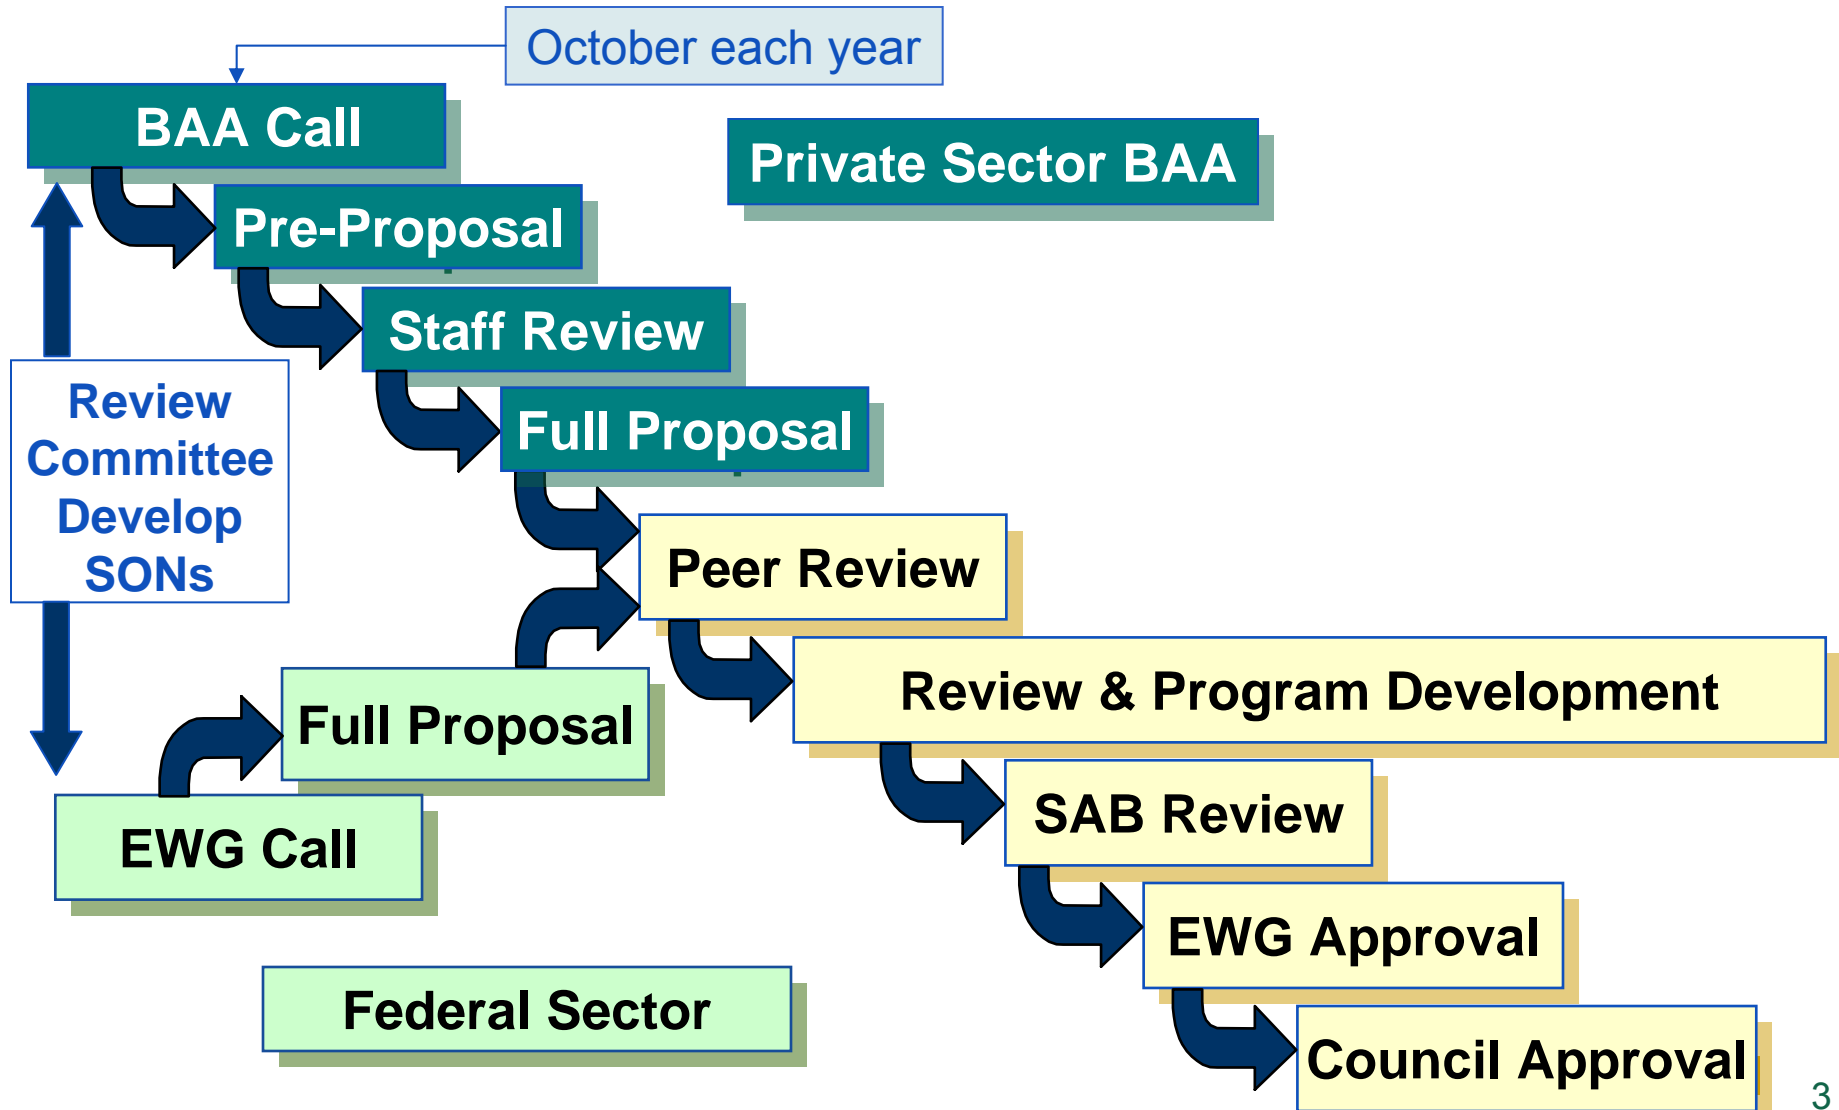 October each year
BAA Call
Private Sector BAA
Pre-Proposal
Staff Review
Full Proposal
Review
Committee
Develop
SONs
Peer Review
Review & Program Development
Full Proposal
SAB Review
EWG Call
EWG Approval
Federal Sector
Council Approval
3